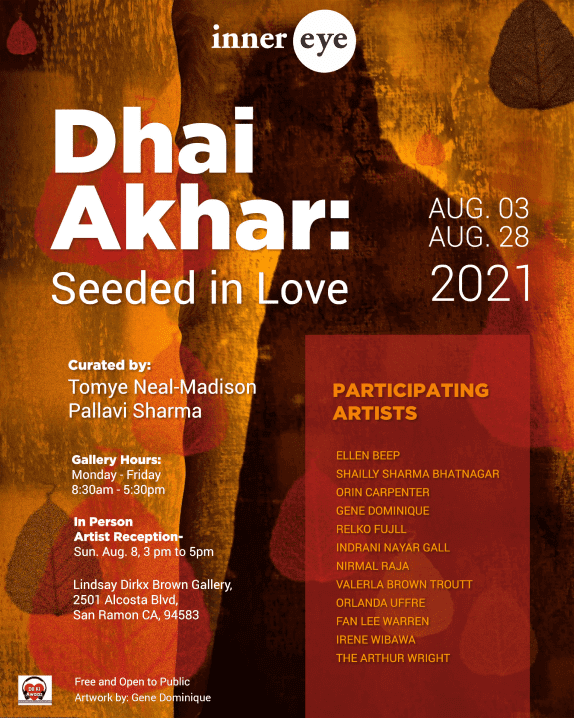 inner eye
Dhai
Akhar:
Seeded in Love
AUG. 03
AUG. 28
2021
Curated by:
Tomye Neal-Madison
Pallavi Sharma
Gallery Hours:
Monday - Friday
8:30am - 5:30pm
In Person
Artist Reception-
Sun. Aug. 8, 3 pm to 5pm
Lindsay Dirkx Brown Gallery,
2501 Alcosta Blvd,
San Ramon CA, 94583
PARTICIPATING
ARTISTS
ELLEN BEEP
SHAILLY SHARMA BHATNAGAR
ORIN CARPENTER
GENE DOMINIQUE
RELKO FUJLL
INDRANI NAYAR GALL
NIRMAL RAJA
VALERLA BROWN TROUTT
ORLANDA UFFRE
FAN LEE WARREN
IRENE WIBAWA
THE ARTHUR WRIGHT
Dil Ki
Awaaz
Free and Open to Public
Artwork by: Gene Dominique